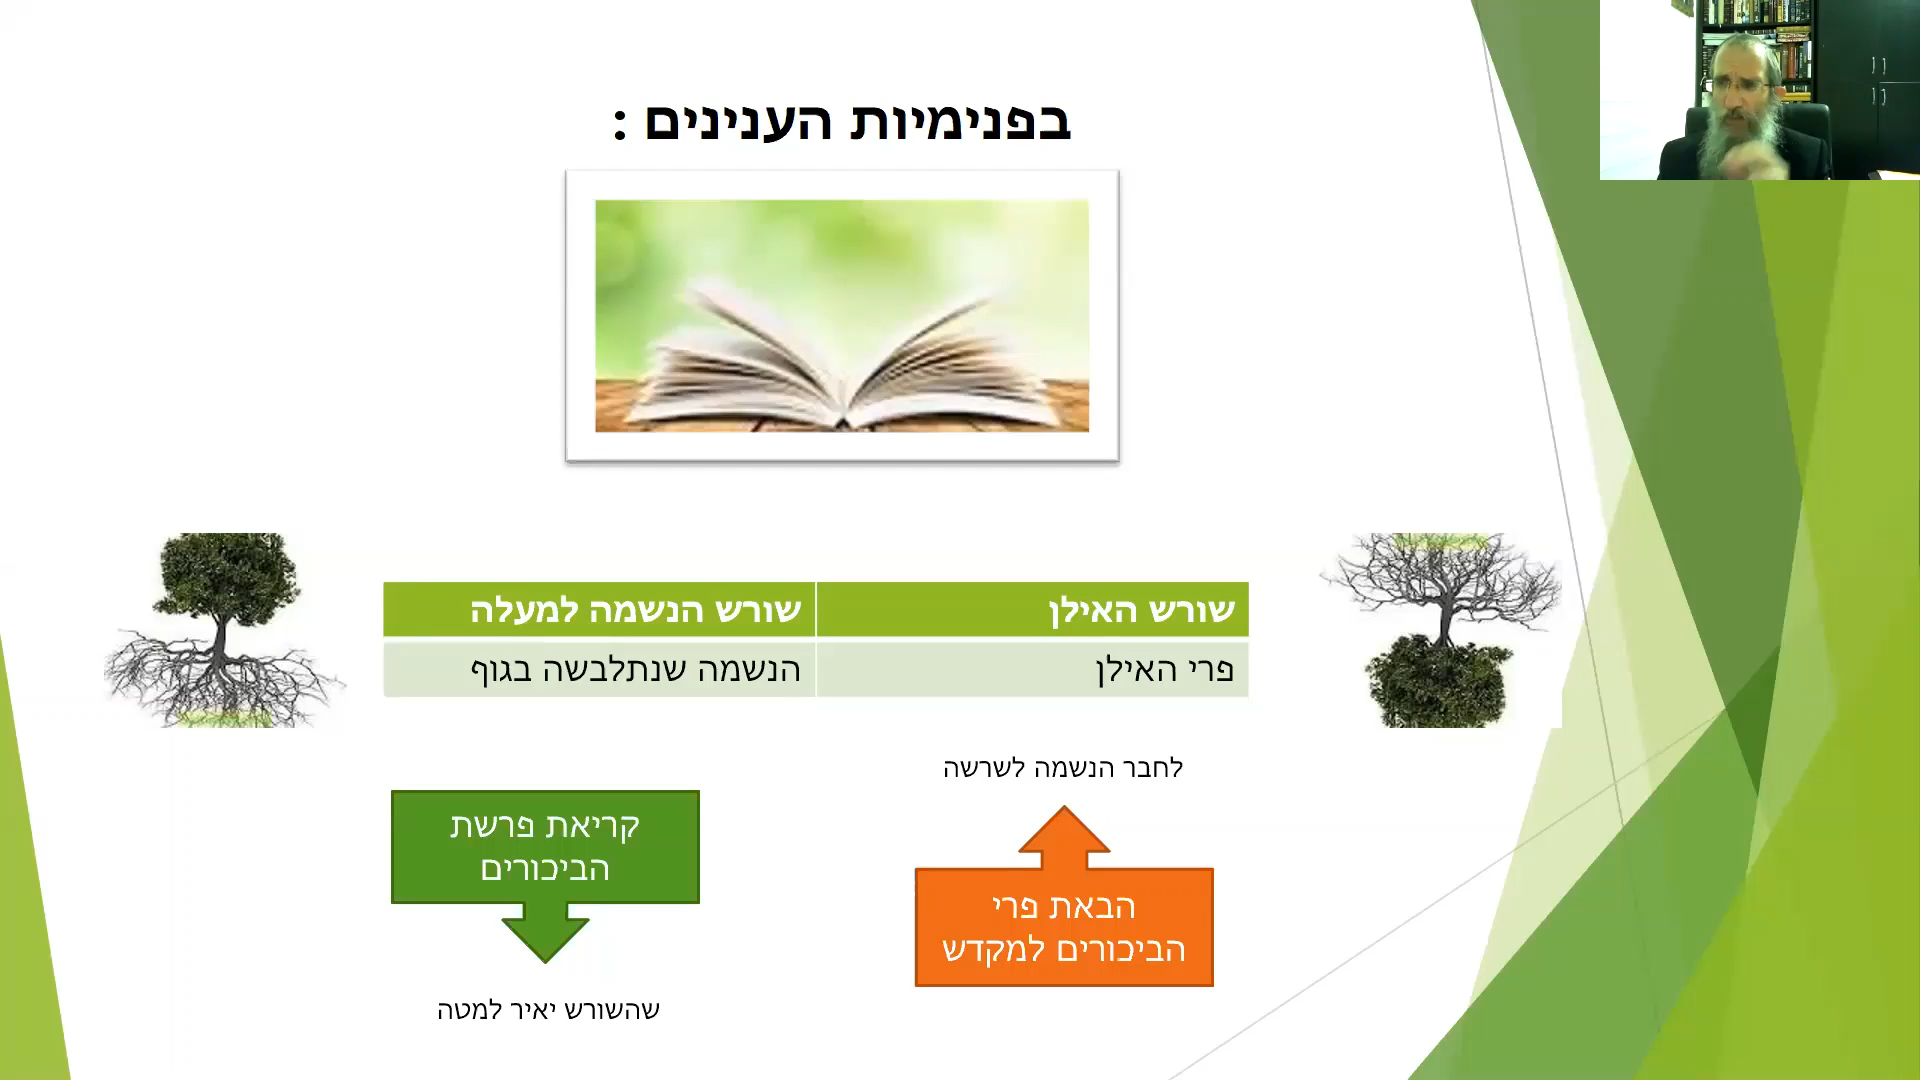 בפנימיות הענינים :
שורש האילן
שורש הנשמה למעלה
פרי האילן
הנשמה שנתלבשה בגוף
לחבר הנשמה לשרשה
הבאת פרי
הביכורים למקדש
קריאת פרשת
הביכורים
שהשורש יאיר למטה